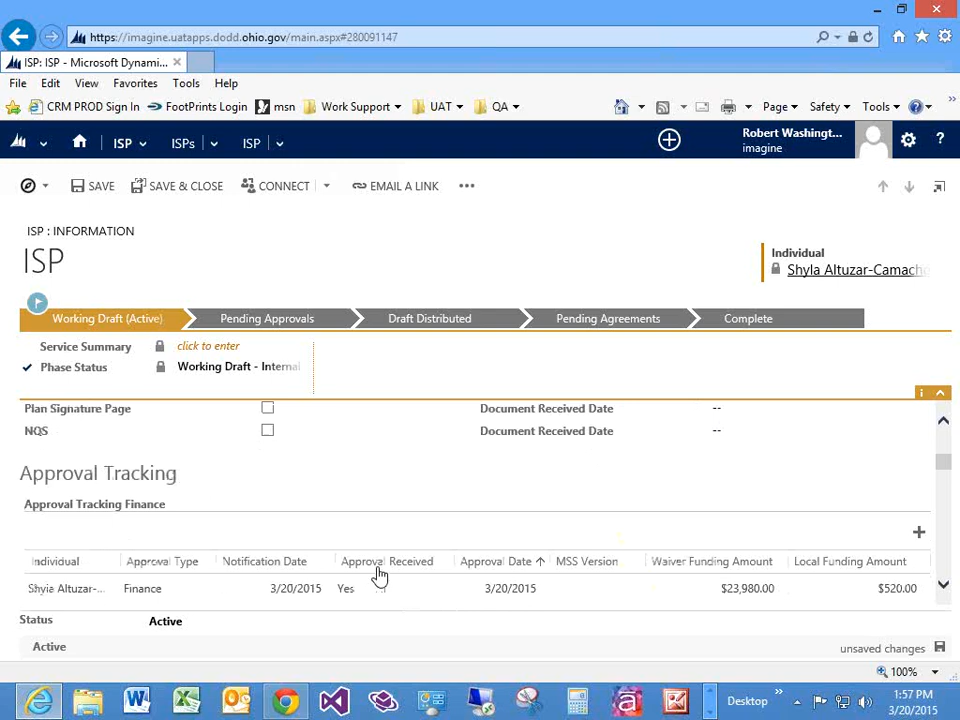 https://imagine.uatapps.dodd.ohio.gov/main.aspx#280091147
ISP: ISP - Microsoft Dynami...
File Edit View Favorites Tools Help
CRM PROD Sign In FootPrints Login msn Work Support UAT QA Page Safety Tools
ISP ISPs ISP Robert Washingt...
imagine
SAVE SAVE & CLOSE CONNECT EMAIL A LINK
ISP : INFORMATION
ISP
Individual
Shyla Altuzar-Camach
Working Draft (Active) Pending Approvals Draft Distributed Pending Agreements Complete
Service Summary click to enter
Phase Status Working Draft - Internal
Plan Signature Page Document Received Date --
NQS Document Received Date --
Approval Tracking
Approval Tracking Finance
Individual Approval Type Notification Date Approval Received Approval Date MSS Version Waiver Funding Amount Local Funding Amount
Shyla Altuzar-... Finance 3/20/2015 Yes 3/20/2015 $23,980.00 $520.00
Status Active
Active unsaved changes
100%
Desktop 1:57 PM
3/20/2015